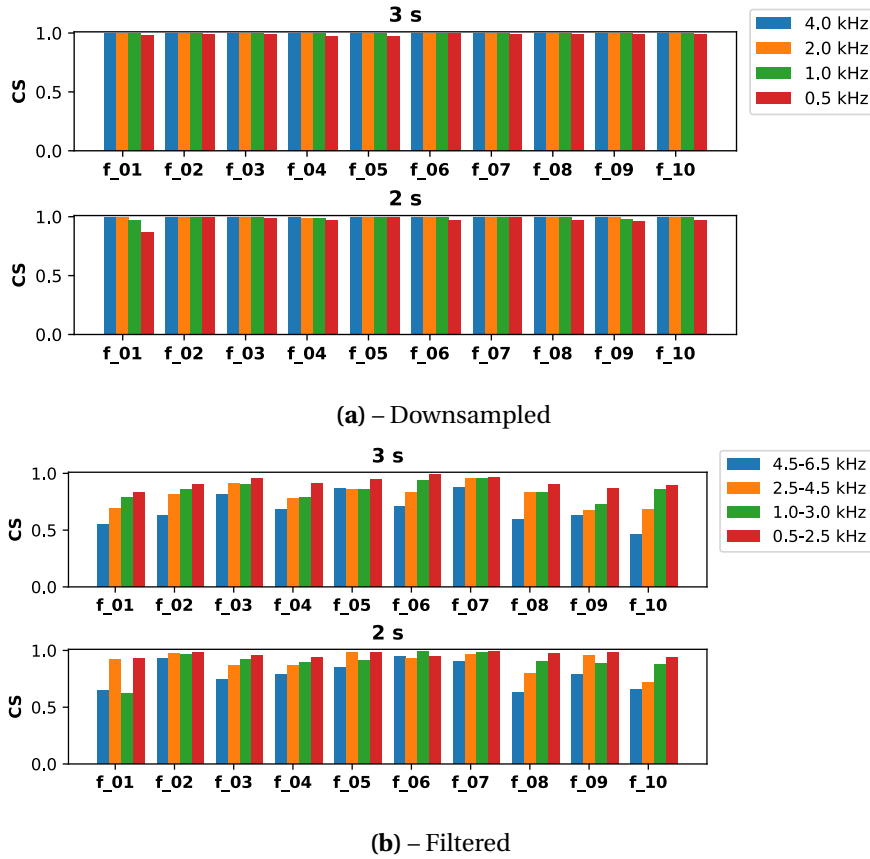 3 s
CS
1.0
0.5
0.0
f_01 f_02 f_03 f_04 f_05 f_06 f_07 f_08 f_09 f_10
4.0 kHz
2.0 kHz
1.0 kHz
0.5 kHz
2 s
CS
1.0
0.5
0.0
f_01 f_02 f_03 f_04 f_05 f_06 f_07 f_08 f_09 f_10
(a) – Downsampled
3 s
CS
1.0
0.5
0.0
f_01 f_02 f_03 f_04 f_05 f_06 f_07 f_08 f_09 f_10
4.5-6.5 kHz
2.5-4.5 kHz
1.0-3.0 kHz
0.5-2.5 kHz
2 s
CS
1.0
0.5
0.0
f_01 f_02 f_03 f_04 f_05 f_06 f_07 f_08 f_09 f_10
(b) – Filtered